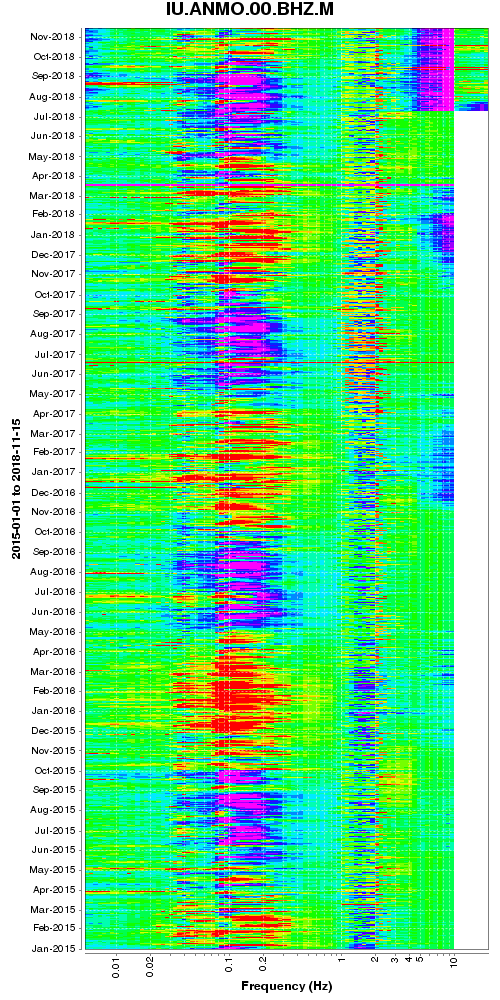 IU.ANMO.00.BHZ.M
Nov-2018
Oct-2018
Sep-2018
Aug-2018
Jul-2018
Jun-2018
May-2018
Apr-2018
Mar-2018
Feb-2018
Jan-2018
Dec-2017
Nov-2017
Oct-2017
Sep-2017
Aug-2017
Jul-2017
Jun-2017
May-2017
Apr-2017
Mar-2017
Feb-2017
Jan-2017
Dec-2016
Nov-2016
Oct-2016
Sep-2016
Aug-2016
Jul-2016
Jun-2016
May-2016
Apr-2016
Mar-2016
Feb-2016
Jan-2016
Dec-2015
Nov-2015
Oct-2015
Sep-2015
Aug-2015
Jul-2015
Jun-2015
May-2015
Apr-2015
Mar-2015
Feb-2015
Jan-2015
2015-01-01 to 2018-11-15
0.01 0.02 0.1 0.2 1 2 3 4 5 10
Frequency (Hz)